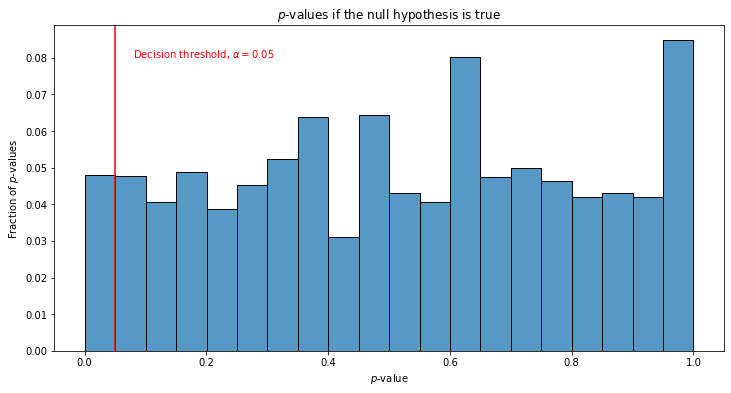 p-values if the null hypothesis is true
Decision threshold, α = 0.05
Fraction of p-values
0.08
0.07
0.06
0.05
0.04
0.03
0.02
0.01
0.00
0.0 0.2 0.4 0.6 0.8 1.0
p-value